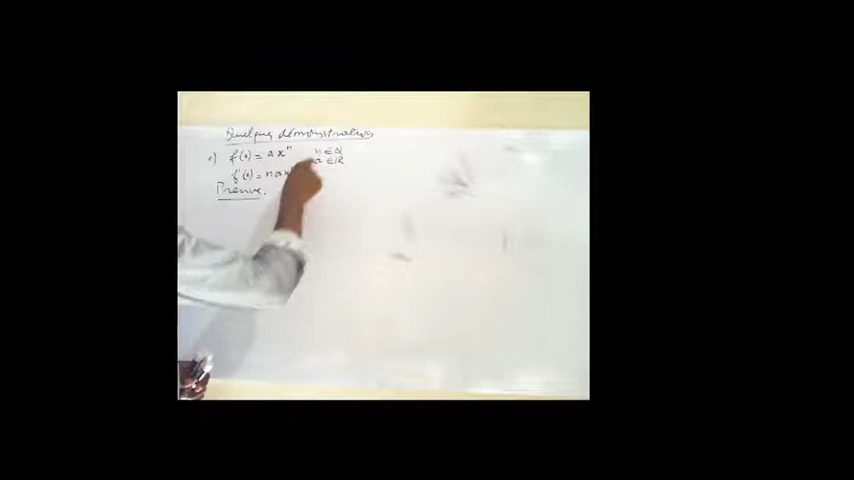 Quelques démonstrations
1) f(x) = a x^n n ∈ Q
a ∈ R
f'(x) = n a x
Preuve.